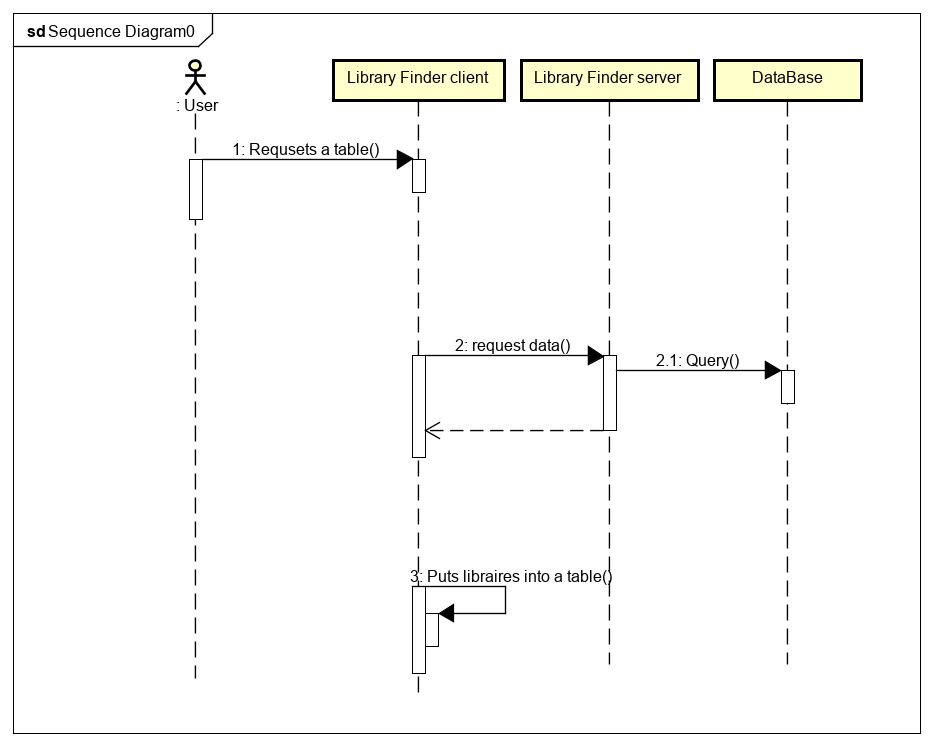 sd Sequence Diagram0
: User
Library Finder client
Library Finder server
DataBase
1: Requsets a table()
2: request data()
2.1: Query()
3: Puts libraires into a table()